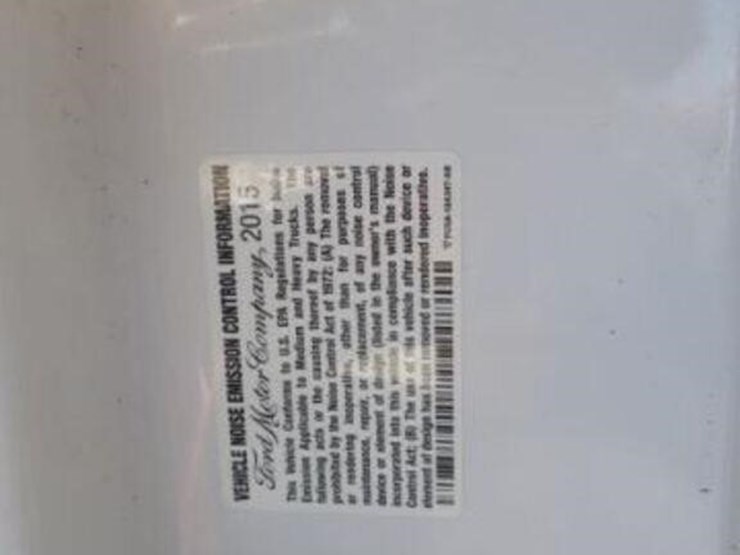 VEHICLE NOISE EMISSION CONTROL INFORMATION
Ford Motor Company, 2015
This Vehicle Conforms to U.S. EPA Regulations for Noise
Emission Applicable to Medium and Heavy Trucks. The
following acts or the causing thereof by any person are
prohibited by the Noise Control Act of 1972: (A) The removal
or rendering inoperative, other than for purposes of
maintenance, repair, or replacement, of any noise control
device or element of design (listed in the owner's manual)
incorporated into this vehicle in compliance with the Noise
Control Act; (B) The use of this vehicle after such device or
element of design has been removed or rendered inoperative.